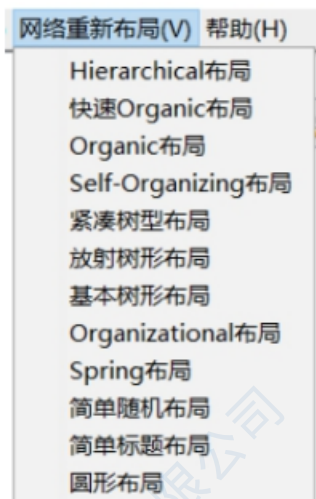 网络重新布局(V) 帮助(H)
Hierarchical布局
快速Organic布局
Organic布局
Self-Organizing布局
紧凑树型布局
放射树形布局
基本树形布局
Organizational布局
Spring布局
简单随机布局
简单标题布局
圆形布局
限公司